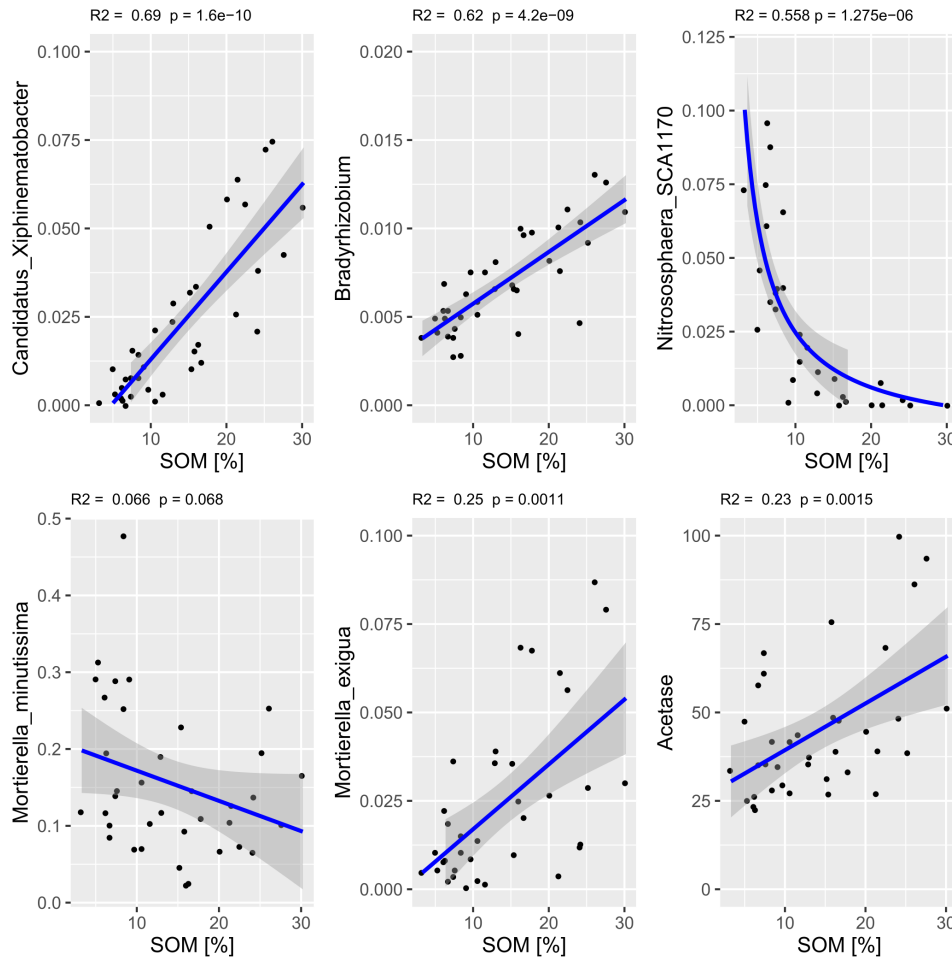 R2 = 0.69 p = 1.6e−10
R2 = 0.62 p = 4.2e−09
R2 = 0.558 p = 1.275e−06
Candidatus_Xiphinematobacter
0.100
0.075
0.050
0.025
0.000
10 20 30
SOM [%]
Bradyrhizobium
0.020
0.015
0.010
0.005
0.000
10 20 30
SOM [%]
Nitrososphaera_SCA1170
0.125
0.100
0.075
0.050
0.025
0.000
10 20 30
SOM [%]
R2 = 0.066 p = 0.068
R2 = 0.25 p = 0.0011
R2 = 0.23 p = 0.0015
Mortierella_minutissima
0.5
0.4
0.3
0.2
0.1
0.0
10 20 30
SOM [%]
Mortierella_exigua
0.100
0.075
0.050
0.025
0.000
10 20 30
SOM [%]
Acetase
100
75
50
25
0
10 20 30
SOM [%]